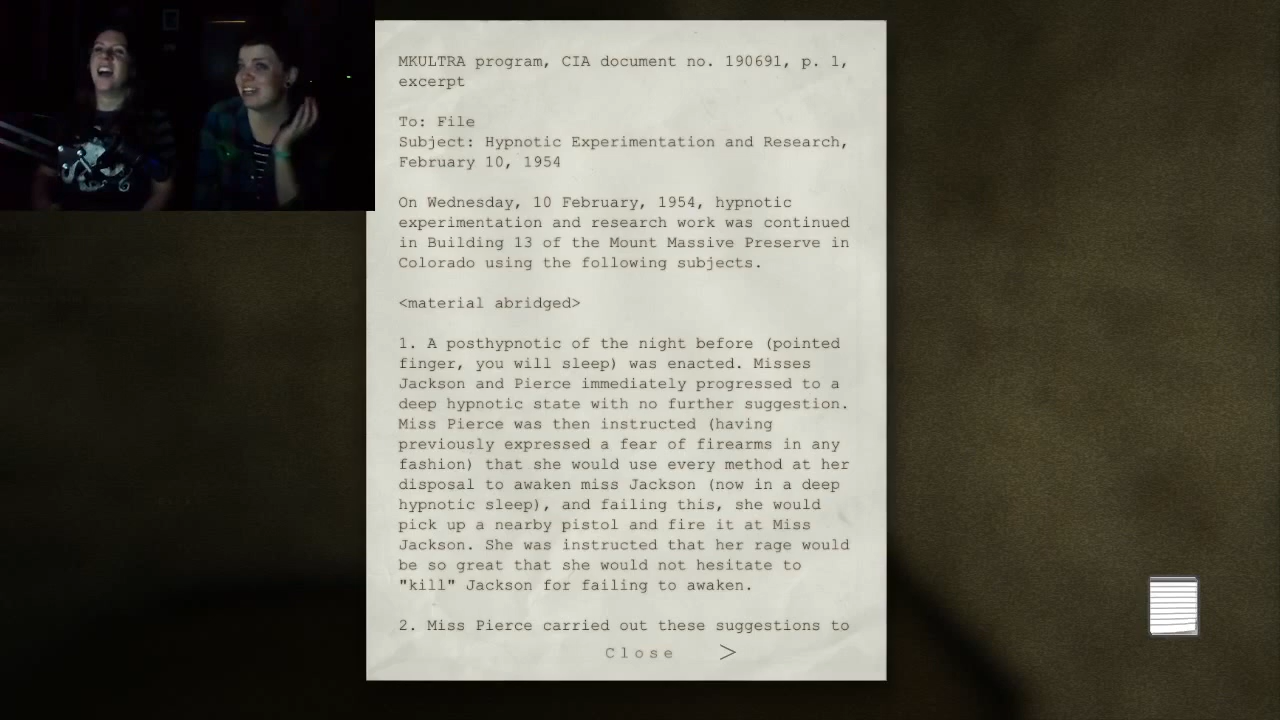 MKULTRA program, CIA document no. 190691, p. 1,
excerpt
To: File
Subject: Hypnotic Experimentation and Research,
February 10, 1954
On Wednesday, 10 February, 1954, hypnotic
experimentation and research work was continued
in Building 13 of the Mount Massive Preserve in
Colorado using the following subjects.
<material abridged>
1. A posthypnotic of the night before (pointed
finger, you will sleep) was enacted. Misses
Jackson and Pierce immediately progressed to a
deep hypnotic state with no further suggestion.
Miss Pierce was then instructed (having
previously expressed a fear of firearms in any
fashion) that she would use every method at her
disposal to awaken miss Jackson (now in a deep
hypnotic sleep), and failing this, she would
pick up a nearby pistol and fire it at Miss
Jackson. She was instructed that her rage would
be so great that she would not hesitate to
"kill" Jackson for failing to awaken.
2. Miss Pierce carried out these suggestions to
Close >